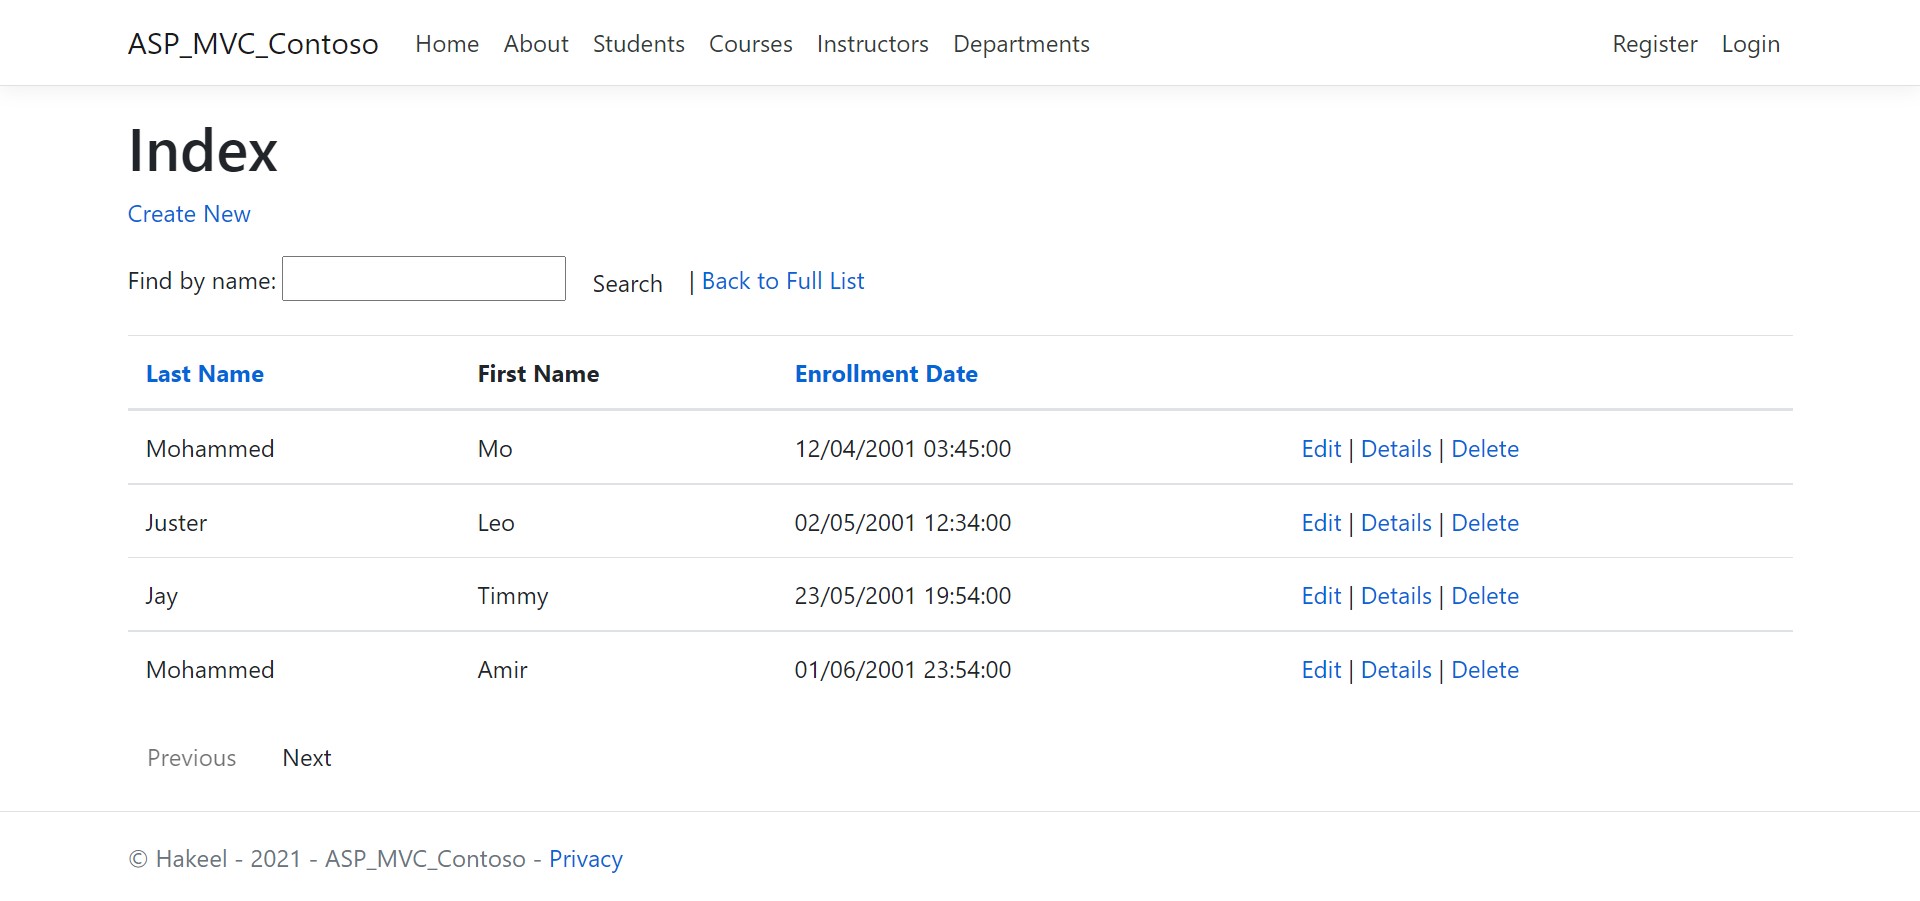 ASP_MVC_Contoso Home About Students Courses Instructors Departments Register Login
Index
Create New
Find by name: Search | Back to Full List
Last Name First Name Enrollment Date
Mohammed Mo 12/04/2001 03:45:00 Edit | Details | Delete
Juster Leo 02/05/2001 12:34:00 Edit | Details | Delete
Jay Timmy 23/05/2001 19:54:00 Edit | Details | Delete
Mohammed Amir 01/06/2001 23:54:00 Edit | Details | Delete
Previous Next
© Hakeel - 2021 - ASP_MVC_Contoso - Privacy